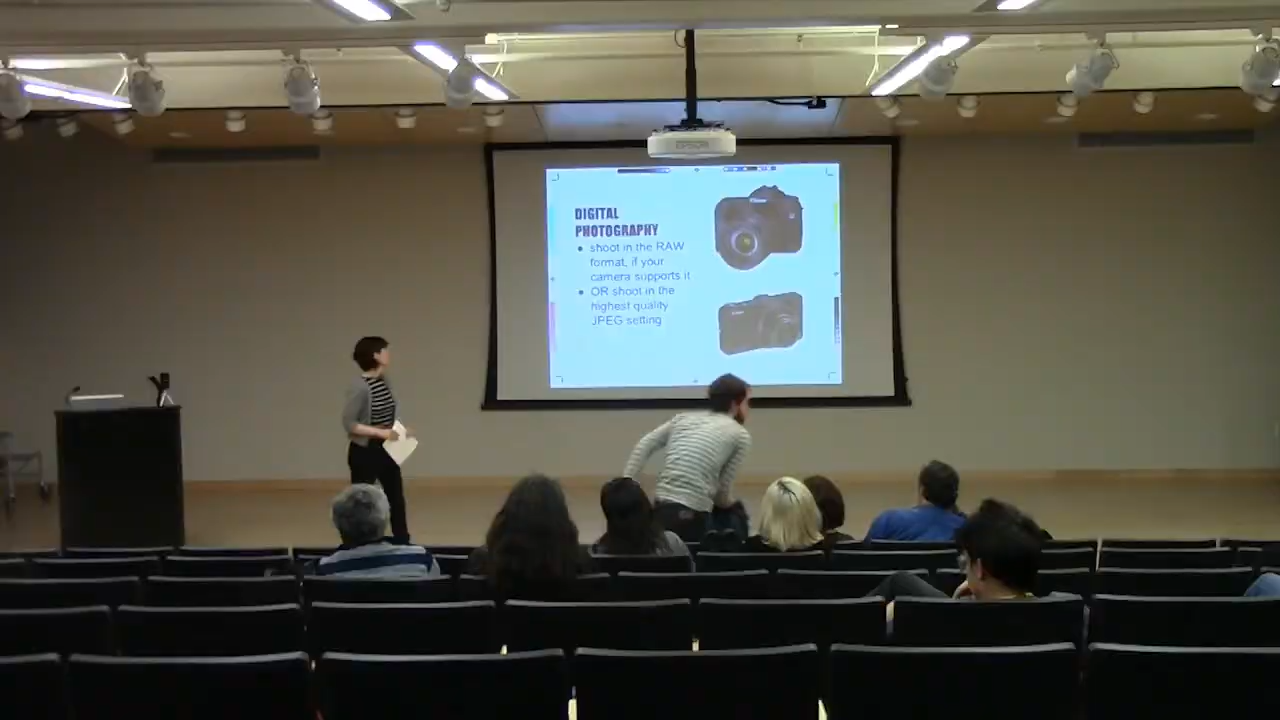 EPSON
DIGITAL
PHOTOGRAPHY
● shoot in the RAW
format, if your
camera supports it
● OR shoot in the
highest quality
JPEG setting